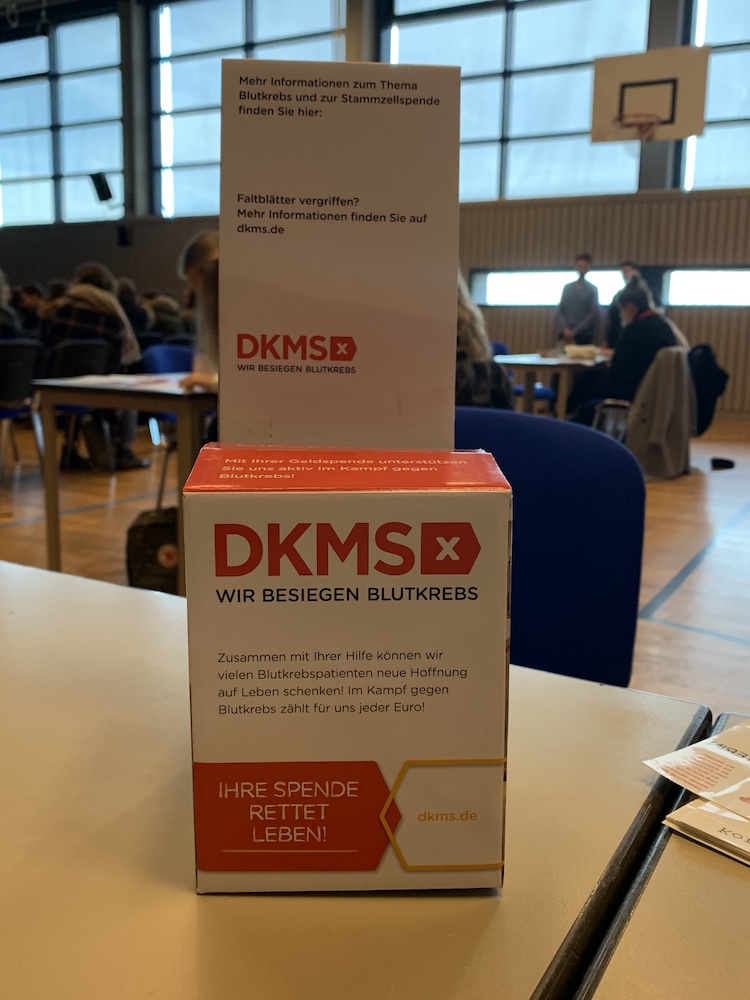 Mehr Informationen zum Thema
Blutkrebs und zur Stammzellspende
finden Sie hier:
Faltblätter vergriffen?
Mehr Informationen finden Sie auf
dkms.de
DKMS x
WIR BESIEGEN BLUTKREBS
Mit Ihrer Geldspende unterstützen
Sie uns aktiv im Kampf gegen
Blutkrebs!
DKMS x
WIR BESIEGEN BLUTKREBS
Zusammen mit Ihrer Hilfe können wir
vielen Blutkrebspatienten neue Hoffnung
auf Leben schenken! Im Kampf gegen
Blutkrebs zählt für uns jeder Euro!
IHRE SPENDE
RETTET
LEBEN!
dkms.de